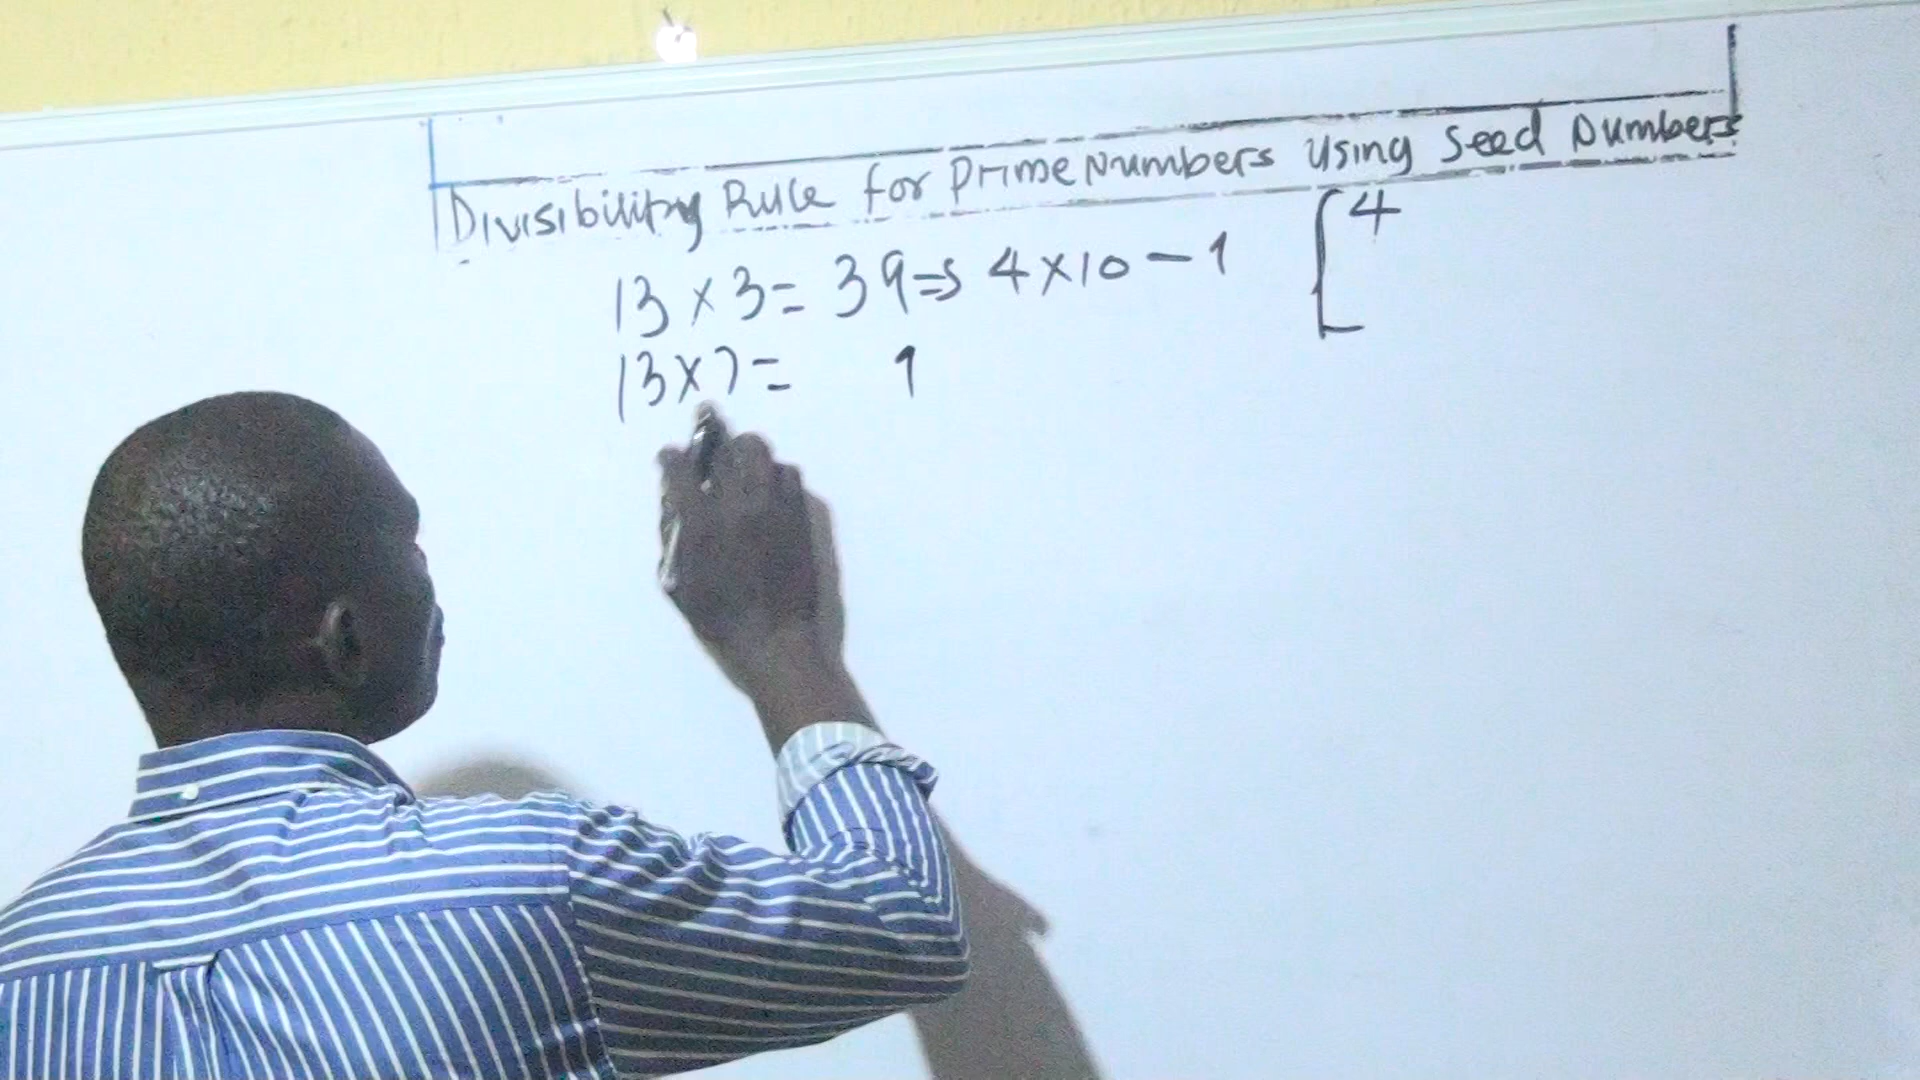 Divisibility Rule for Prime Numbers Using Seed Numbers
13 × 3 = 39 => 4×10 - 1 [4
13×7= 1